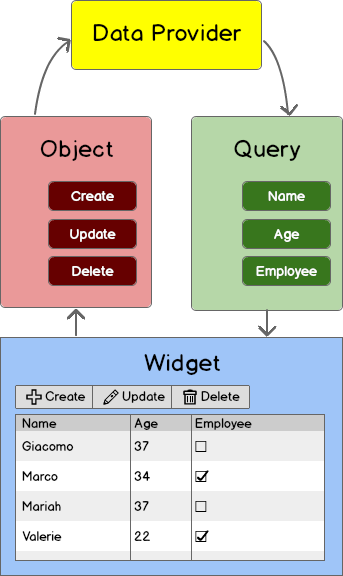 Data Provider
Object
Create
Update
Delete
Query
Name
Age
Employee
Widget
Create Update Delete
Name Age Employee
Giacomo 37
Marco 34
Mariah 37
Valerie 22